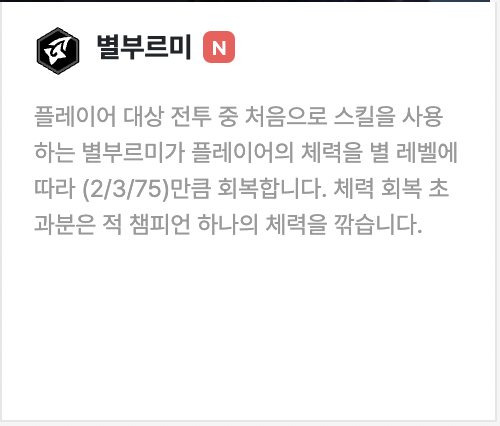 별부르미 N
플레이어 대상 전투 중 처음으로 스킬을 사용
하는 별부르미가 플레이어의 체력을 별 레벨에
따라 (2/3/75)만큼 회복합니다. 체력 회복 초
과분은 적 챔피언 하나의 체력을 깎습니다.